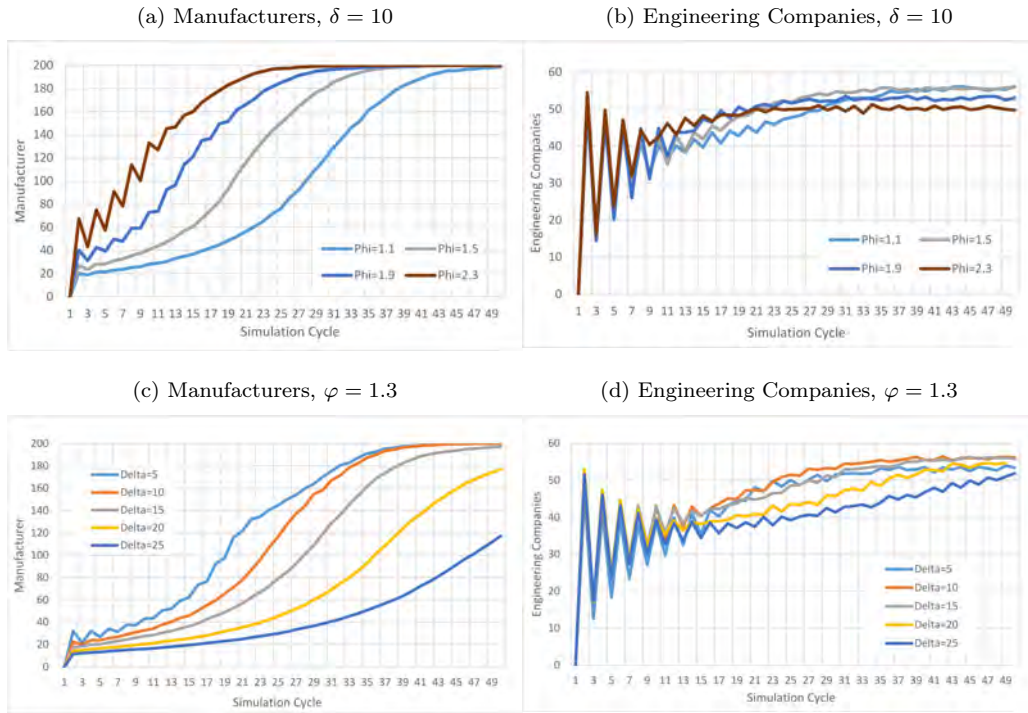 (a) Manufacturers, δ = 10
200
180
160
140
120
100
80
60
40
20
0
Manufacturer
1 3 5 7 9 11 13 15 17 19 21 23 25 27 29 31 33 35 37 39 41 43 45 47 49
Simulation Cycle
Phi=1.1 Phi=1.5
Phi=1.9 Phi=2.3
(b) Engineering Companies, δ = 10
60
50
40
30
20
10
0
Engineering Companies
1 3 5 7 9 11 13 15 17 19 21 23 25 27 29 31 33 35 37 39 41 43 45 47 49
Simulation Cycle
Phi=1.1 Phi=1.5
Phi=1.9 Phi=2.3
(c) Manufacturers, φ = 1.3
200
180
160
140
120
100
80
60
40
20
0
Manufacturer
Delta=5
Delta=10
Delta=15
Delta=20
Delta=25
1 3 5 7 9 11 13 15 17 19 21 23 25 27 29 31 33 35 37 39 41 43 45 47 49
Simulation Cycle
(d) Engineering Companies, φ = 1.3
60
50
40
30
20
10
0
Engineering Companies
Delta=5
Delta=10
Delta=15
Delta=20
Delta=25
1 3 5 7 9 11 13 15 17 19 21 23 25 27 29 31 33 35 37 39 41 43 45 47 49
Simulation Cycle